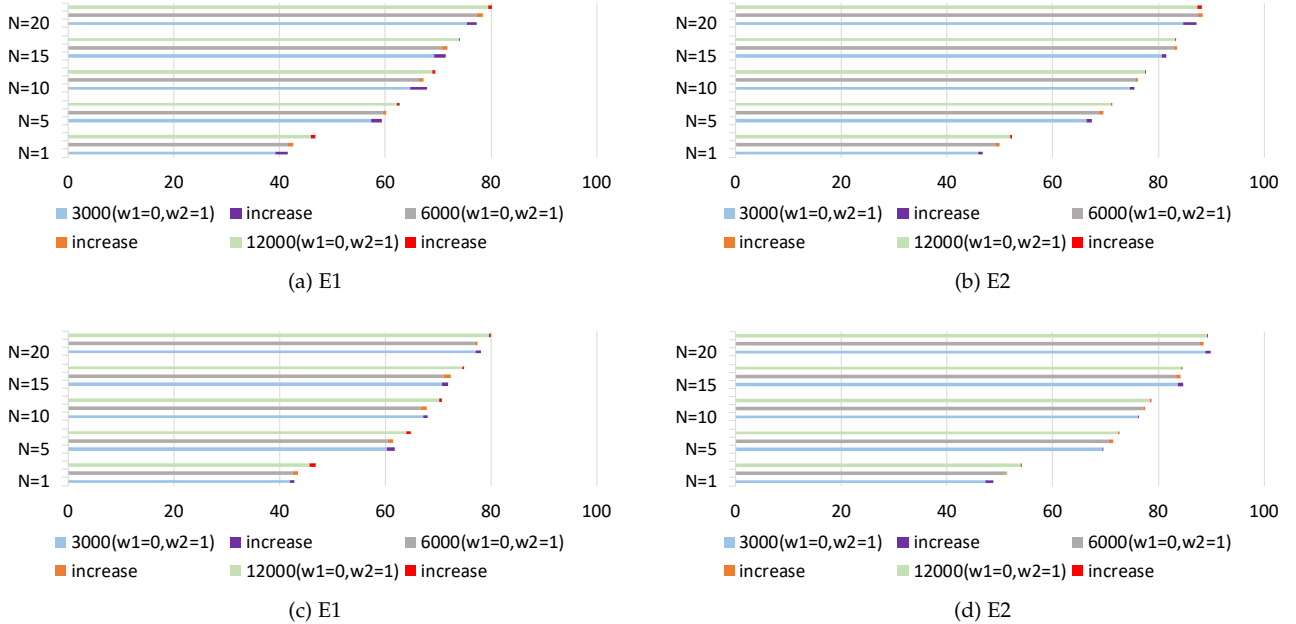 N=20
N=15
N=10
N=5
N=1
0 20 40 60 80 100
3000(w1=0,w2=1) increase 6000(w1=0,w2=1)
increase 12000(w1=0,w2=1) increase
(a) E1
N=20
N=15
N=10
N=5
N=1
0 20 40 60 80 100
3000(w1=0,w2=1) increase 6000(w1=0,w2=1)
increase 12000(w1=0,w2=1) increase
(b) E2
N=20
N=15
N=10
N=5
N=1
0 20 40 60 80 100
3000(w1=0,w2=1) increase 6000(w1=0,w2=1)
increase 12000(w1=0,w2=1) increase
(c) E1
N=20
N=15
N=10
N=5
N=1
0 20 40 60 80 100
3000(w1=0,w2=1) increase 6000(w1=0,w2=1)
increase 12000(w1=0,w2=1) increase
(d) E2